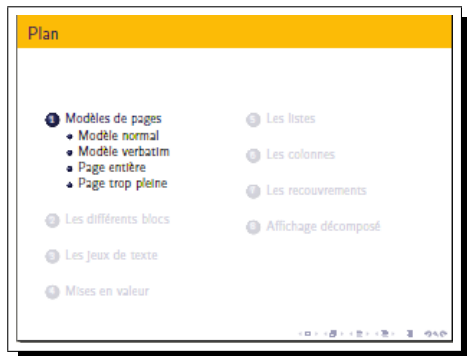 Plan
1 Modèles de pages
Modèle normal
Modèle verbatim
Page entière
Page trop pleine
2 Les différents blocs
3 Les jeux de texte
4 Mises en valeur
5 Les listes
6 Les colonnes
7 Les recouvrements
8 Affichage décomposé